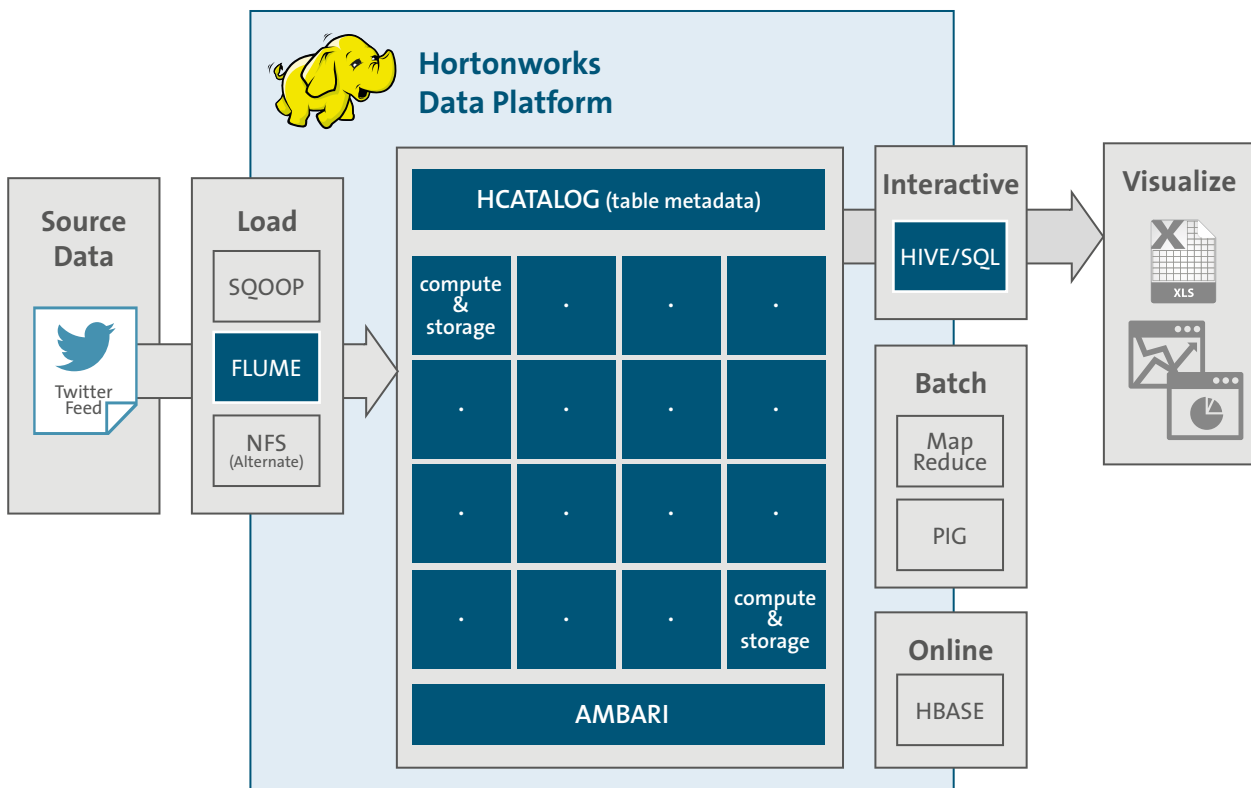 Hortonworks
Data Platform
Source
Data
Twitter
Feed
Load
SQOOP
FLUME
NFS
(Alternate)
HCATALOG (table metadata)
compute
&
storage
compute
&
storage
AMBARI
Interactive
HIVE/SQL
Batch
Map
Reduce
PIG
Online
HBASE
Visualize
X
XLS